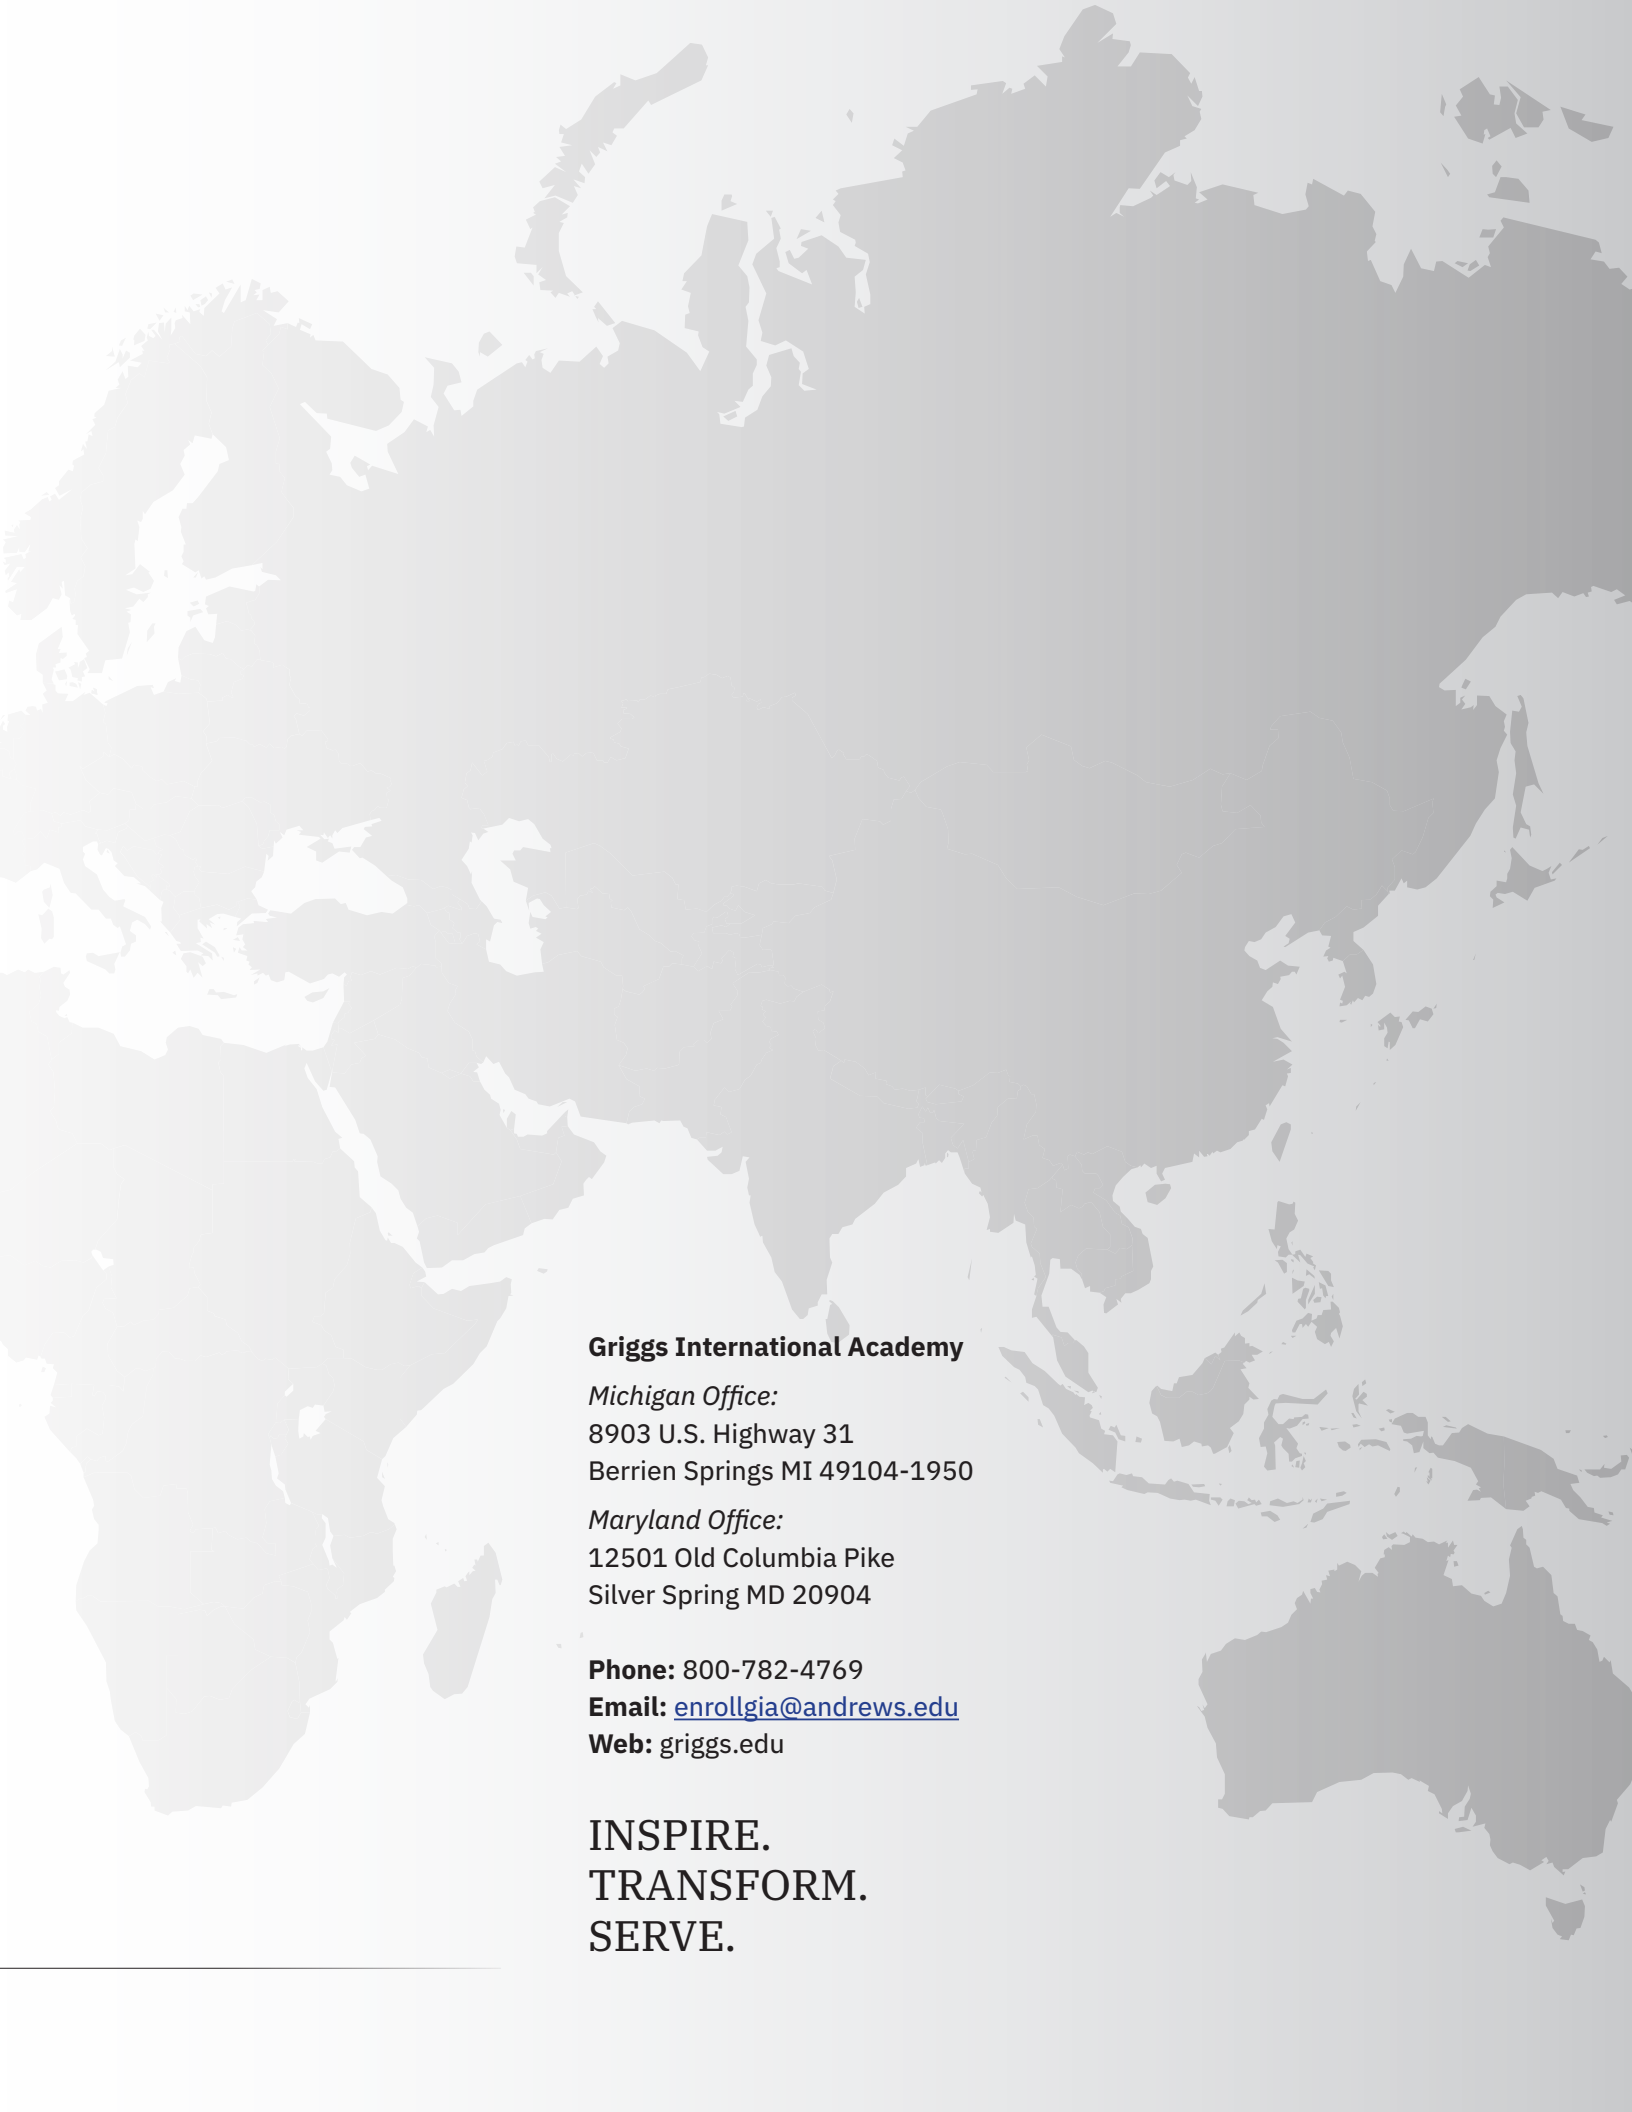 Griggs International Academy
Michigan Office:
8903 U.S. Highway 31
Berrien Springs MI 49104-1950
Maryland Office:
12501 Old Columbia Pike
Silver Spring MD 20904
Phone: 800-782-4769
Email: enrollgia@andrews.edu
Web: griggs.edu
INSPIRE.
TRANSFORM.
SERVE.